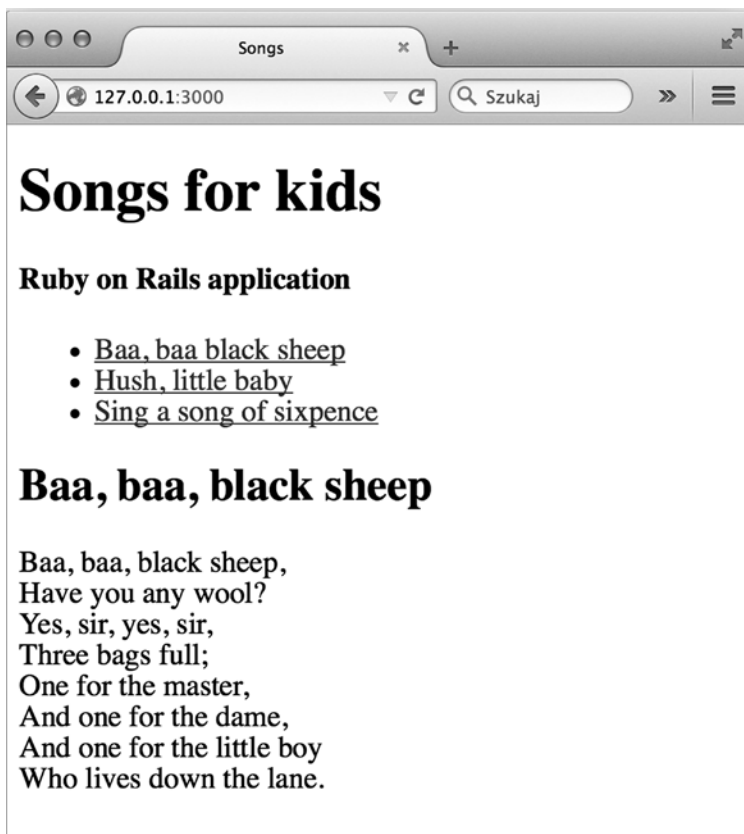 Songs
127.0.0.1:3000
Szukaj
Songs for kids
Ruby on Rails application
Baa, baa black sheep
Hush, little baby
Sing a song of sixpence
Baa, baa, black sheep
Baa, baa, black sheep,
Have you any wool?
Yes, sir, yes, sir,
Three bags full;
One for the master,
And one for the dame,
And one for the little boy
Who lives down the lane.